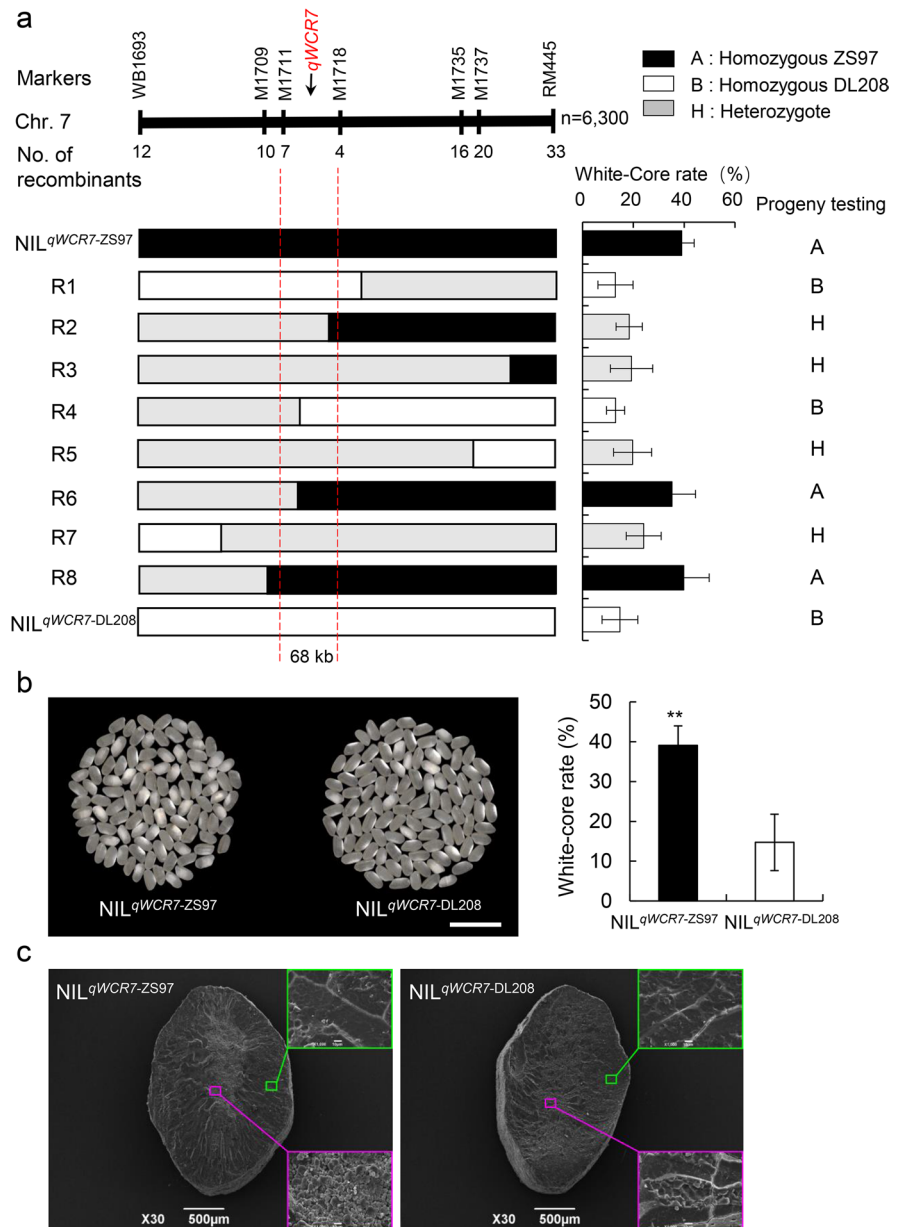 a
Markers
WB1693
M1709
M1711
qWCR7
M1718
M1735
M1737
RM445
A : Homozygous ZS97
B : Homozygous DL208
H : Heterozygote
Chr. 7
n=6,300
No. of recombinants
12 10 7 4 16 20 33
White-Core rate (%)
0 20 40 60
Progeny testing
NILqWCR7-ZS97 A
R1 B
R2 H
R3 H
R4 B
R5 H
R6 A
R7 H
R8 A
NILqWCR7-DL208 B
68 kb
b
NILqWCR7-ZS97
NILqWCR7-DL208
White-core rate (%)
50
40
30
20
10
0
**
NILqWCR7-ZS97
NILqWCR7-DL208
c
NILqWCR7-ZS97
X30
500μm
NILqWCR7-DL208
X30
500μm